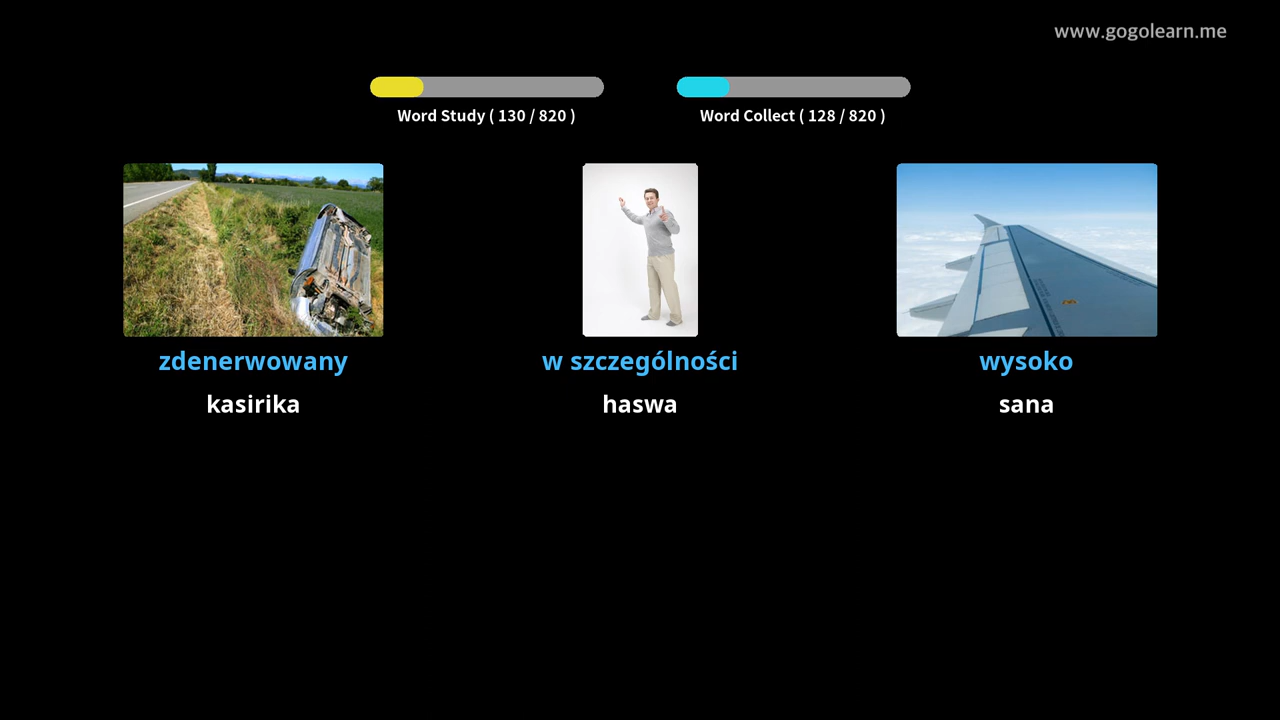 www.gogolearn.me
Word Study ( 130 / 820 )
Word Collect ( 128 / 820 )
zdenerwowany
w szczególności
wysoko
kasirika
haswa
sana